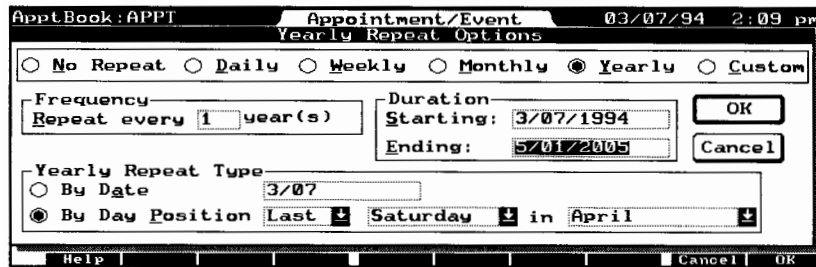 ApptBook:APPT Appointment/Event 03/07/94 2:09 pm
Yearly Repeat Options
No Repeat Daily Weekly Monthly Yearly Custom
Frequency
Repeat every 1 year(s)
Duration
Starting: 3/07/1994
Ending: 5/01/2005
OK
Cancel
Yearly Repeat Type
By Date 3/07
By Day Position Last Saturday in April
Help Cancel OK